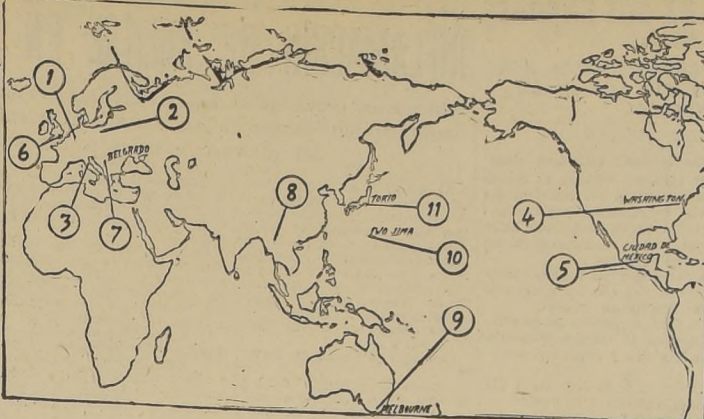 1
2
6
BELGRADO
3
7
8
TOKIO
11
IWO-JIMA
10
WASHINGTON
4
CIUDAD DE
MEXICO
5
9
MELBOURNE